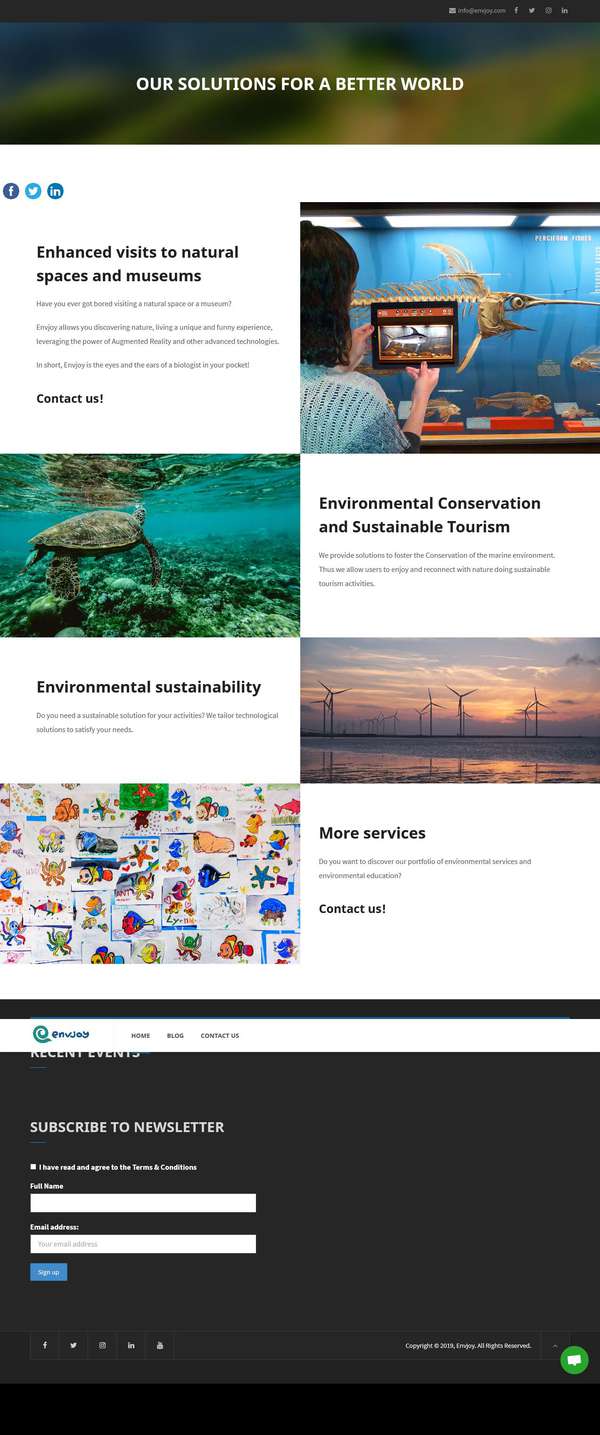 info@envjoy.com
OUR SOLUTIONS FOR A BETTER WORLD
Enhanced visits to natural
spaces and museums
Have you ever got bored visiting a natural space or a museum?
Envjoy allows you discovering nature, living a unique and funny experience,
leveraging the power of Augmented Reality and other advanced technologies.
In short, Envjoy is the eyes and the ears of a biologist in your pocket!
Contact us!
PERCIFORM FISHES
Environmental Conservation
and Sustainable Tourism
We provide solutions to foster the Conservation of the marine environment.
Thus we allow users to enjoy and reconnect with nature doing sustainable
tourism activities.
Environmental sustainability
Do you need a sustainable solution for your activities? We tailor technological
solutions to satisfy your needs.
More services
Do you want to discover our portfolio of environmental services and
environmental education?
Contact us!
envjoy
HOME BLOG CONTACT US
RECENT EVENTS
SUBSCRIBE TO NEWSLETTER
I have read and agree to the Terms & Conditions
Full Name
Email address:
Your email address
Sign up
Copyright © 2019, Envjoy. All Rights Reserved.